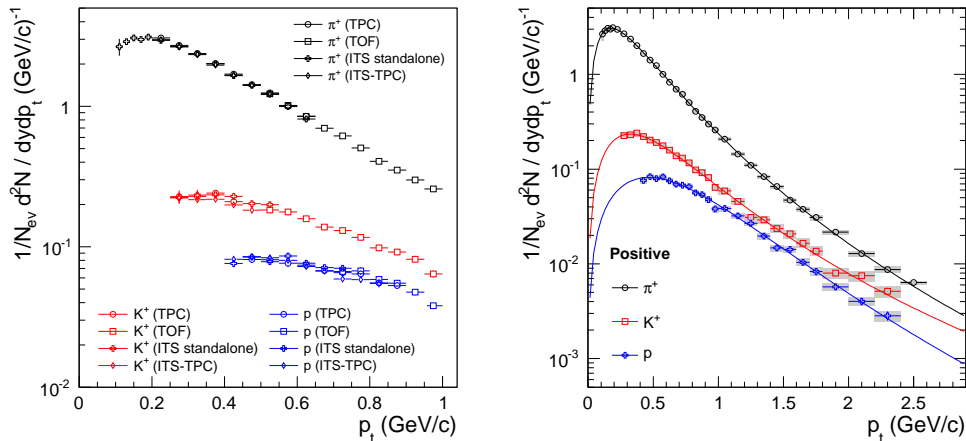 1/N_ev d²N / dydp_t (GeV/c)⁻¹
π⁺ (TPC)
π⁺ (TOF)
π⁺ (ITS standalone)
π⁺ (ITS-TPC)
1
10⁻¹
10⁻²
K⁺ (TPC)
K⁺ (TOF)
K⁺ (ITS standalone)
K⁺ (ITS-TPC)
p (TPC)
p (TOF)
p (ITS standalone)
p (ITS-TPC)
0 0.2 0.4 0.6 0.8 1
p_t (GeV/c)
1/N_ev d²N / dydp_t (GeV/c)⁻¹
1
10⁻¹
10⁻²
10⁻³
Positive
π⁺
K⁺
p
0 0.5 1 1.5 2 2.5
p_t (GeV/c)